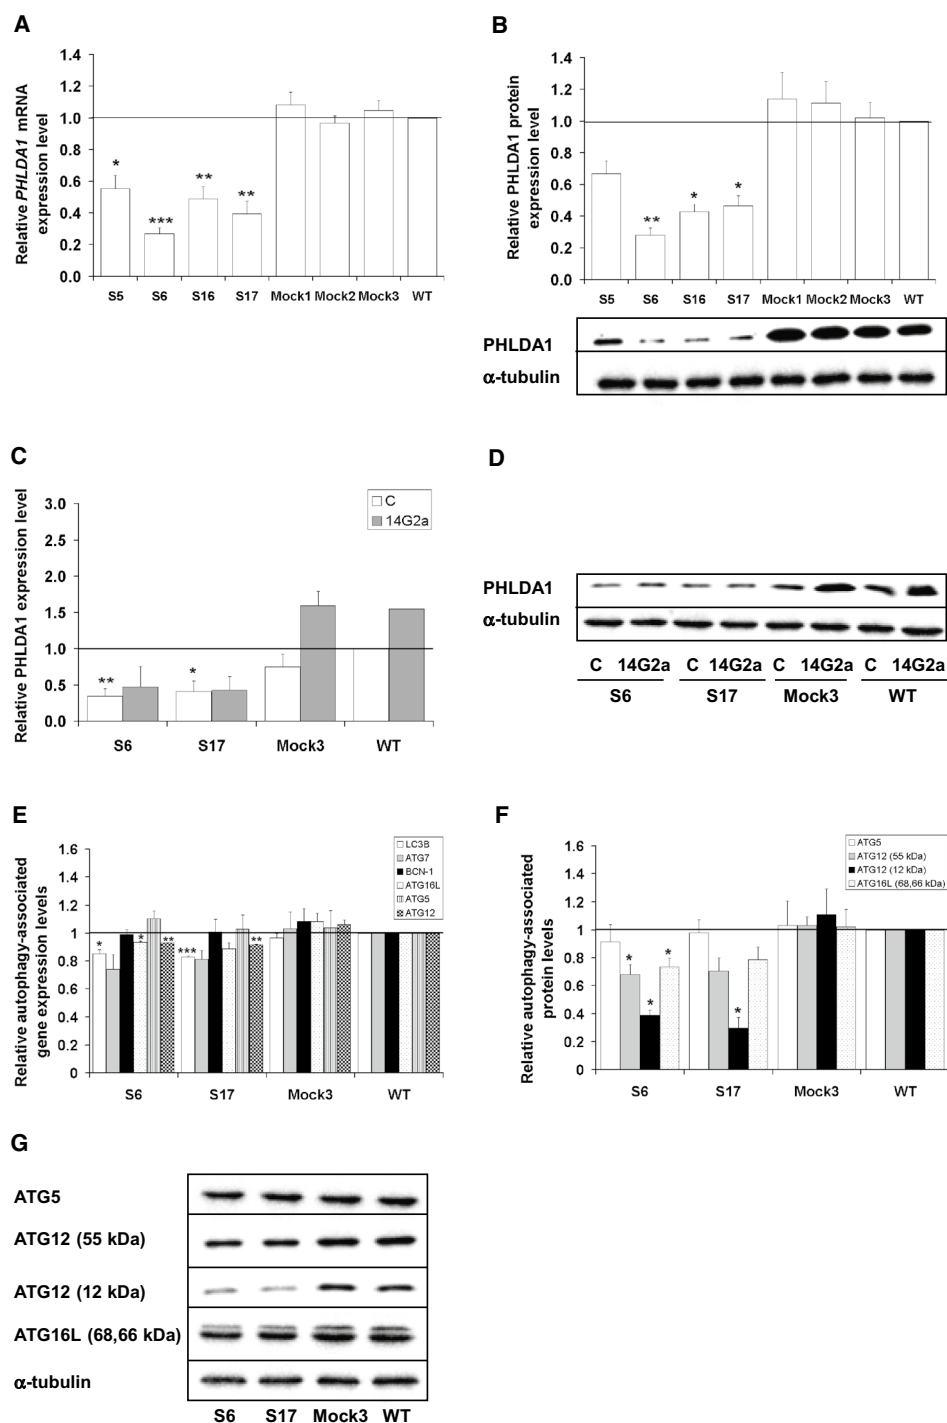 A
Relative PHLDA1 mRNA
expression level
1.4
1.2
1.0
0.8
0.6
0.4
0.2
0.0
*
***
**
**
S5 S6 S16 S17 Mock1 Mock2 Mock3 WT
B
Relative PHLDA1 protein
expression level
1.4
1.2
1.0
0.8
0.6
0.4
0.2
0.0
**
*
*
S5 S6 S16 S17 Mock1 Mock2 Mock3 WT
PHLDA1
α-tubulin
C
Relative PHLDA1 expression level
3.0
2.5
2.0
1.5
1.0
0.5
0.0
C
14G2a
**
*
S6 S17 Mock3 WT
D
PHLDA1
α-tubulin
C 14G2a C 14G2a C 14G2a C 14G2a
S6 S17 Mock3 WT
E
Relative autophagy-associated
gene expression levels
1.6
1.4
1.2
1
0.8
0.6
0.4
0.2
0
LC3B
ATG7
BCN-1
ATG16L
ATG5
ATG12
* * ** *** **
S6 S17 Mock3 WT
F
Relative autophagy-associated
protein levels
1.6
1.4
1.2
1
0.8
0.6
0.4
0.2
0
ATG5
ATG12 (55 kDa)
ATG12 (12 kDa)
ATG16L (68,66 kDa)
* * * *
S6 S17 Mock3 WT
G
ATG5
ATG12 (55 kDa)
ATG12 (12 kDa)
ATG16L (68,66 kDa)
α-tubulin
S6 S17 Mock3 WT